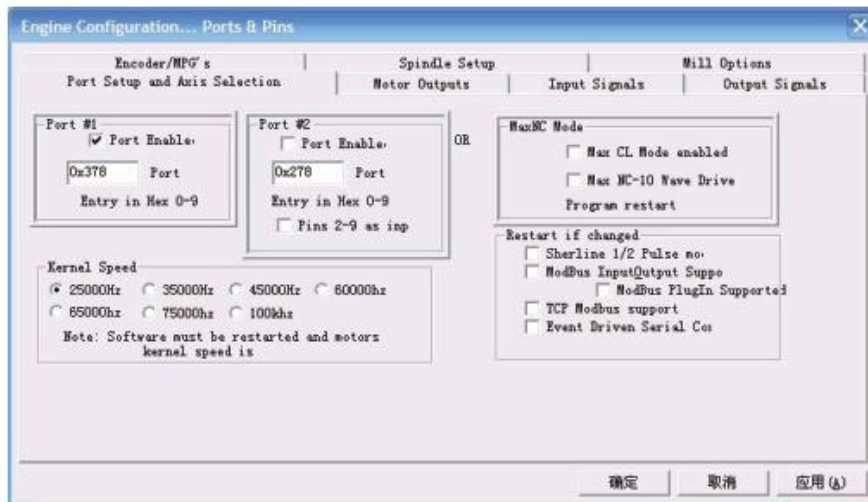 Engine Configuration... Ports & Pins
Encoder/MPG's Spindle Setup Mill Options
Port Setup and Axis Selection Motor Outputs Input Signals Output Signals
Port #1
Port Enable.
0x378 Port
Entry in Hex 0-9
Port #2
Port Enable.
0x278 Port
Entry in Hex 0-9
Pins 2-9 as inp
OR
MaxNC Mode
Max CL Mode enabled
Max NC-10 Wave Drive
Program restart
Restart if changed
Sherline 1/2 Pulse mo.
ModBus InputOutput Suppo
ModBus PlugIn Supported
TCP Modbus support
Event Driven Serial Co
Kernel Speed
25000Hz 35000Hz 45000Hz 60000hz
65000hz 75000hz 100khz
Note: Software must be restarted and motors
kernel speed is
确定 取消 应用(A)